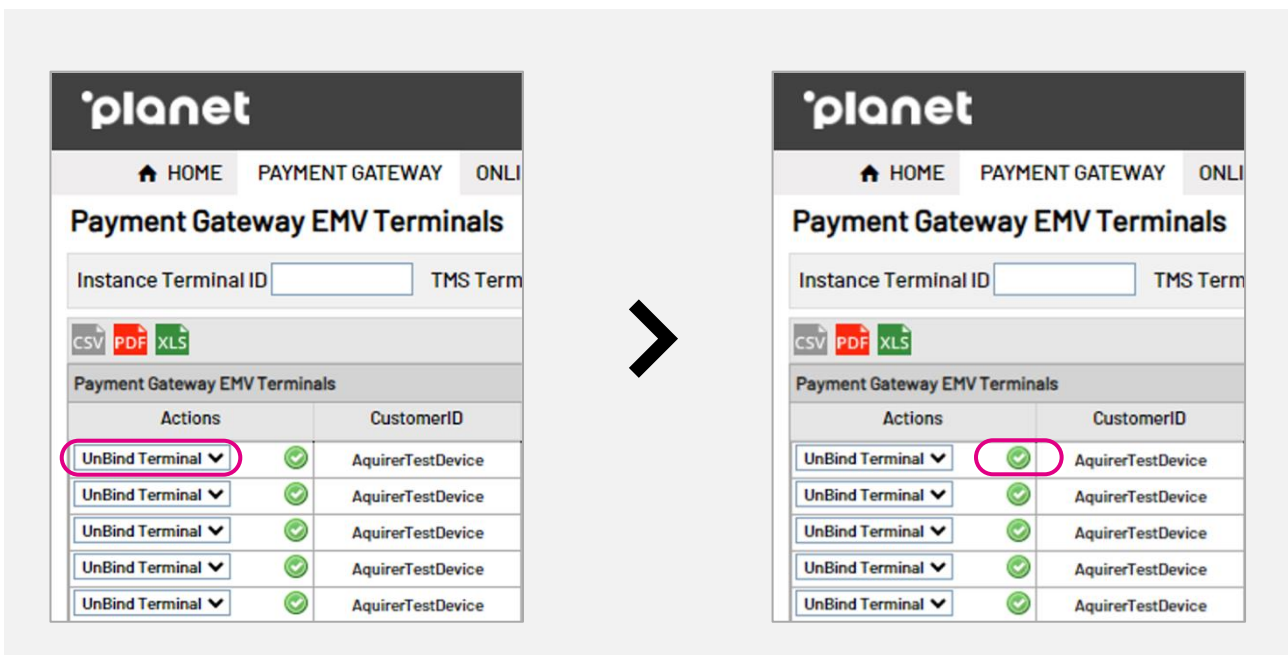 planet
HOME PAYMENT GATEWAY ONLI
Payment Gateway EMV Terminals
Instance Terminal ID TMS Term
CSV PDF XLS
Payment Gateway EMV Terminals
Actions CustomerID
UnBind Terminal AquirerTestDevice
UnBind Terminal AquirerTestDevice
UnBind Terminal AquirerTestDevice
UnBind Terminal AquirerTestDevice
UnBind Terminal AquirerTestDevice
planet
HOME PAYMENT GATEWAY ONLI
Payment Gateway EMV Terminals
Instance Terminal ID TMS Term
CSV PDF XLS
Payment Gateway EMV Terminals
Actions CustomerID
UnBind Terminal AquirerTestDevice
UnBind Terminal AquirerTestDevice
UnBind Terminal AquirerTestDevice
UnBind Terminal AquirerTestDevice
UnBind Terminal AquirerTestDevice